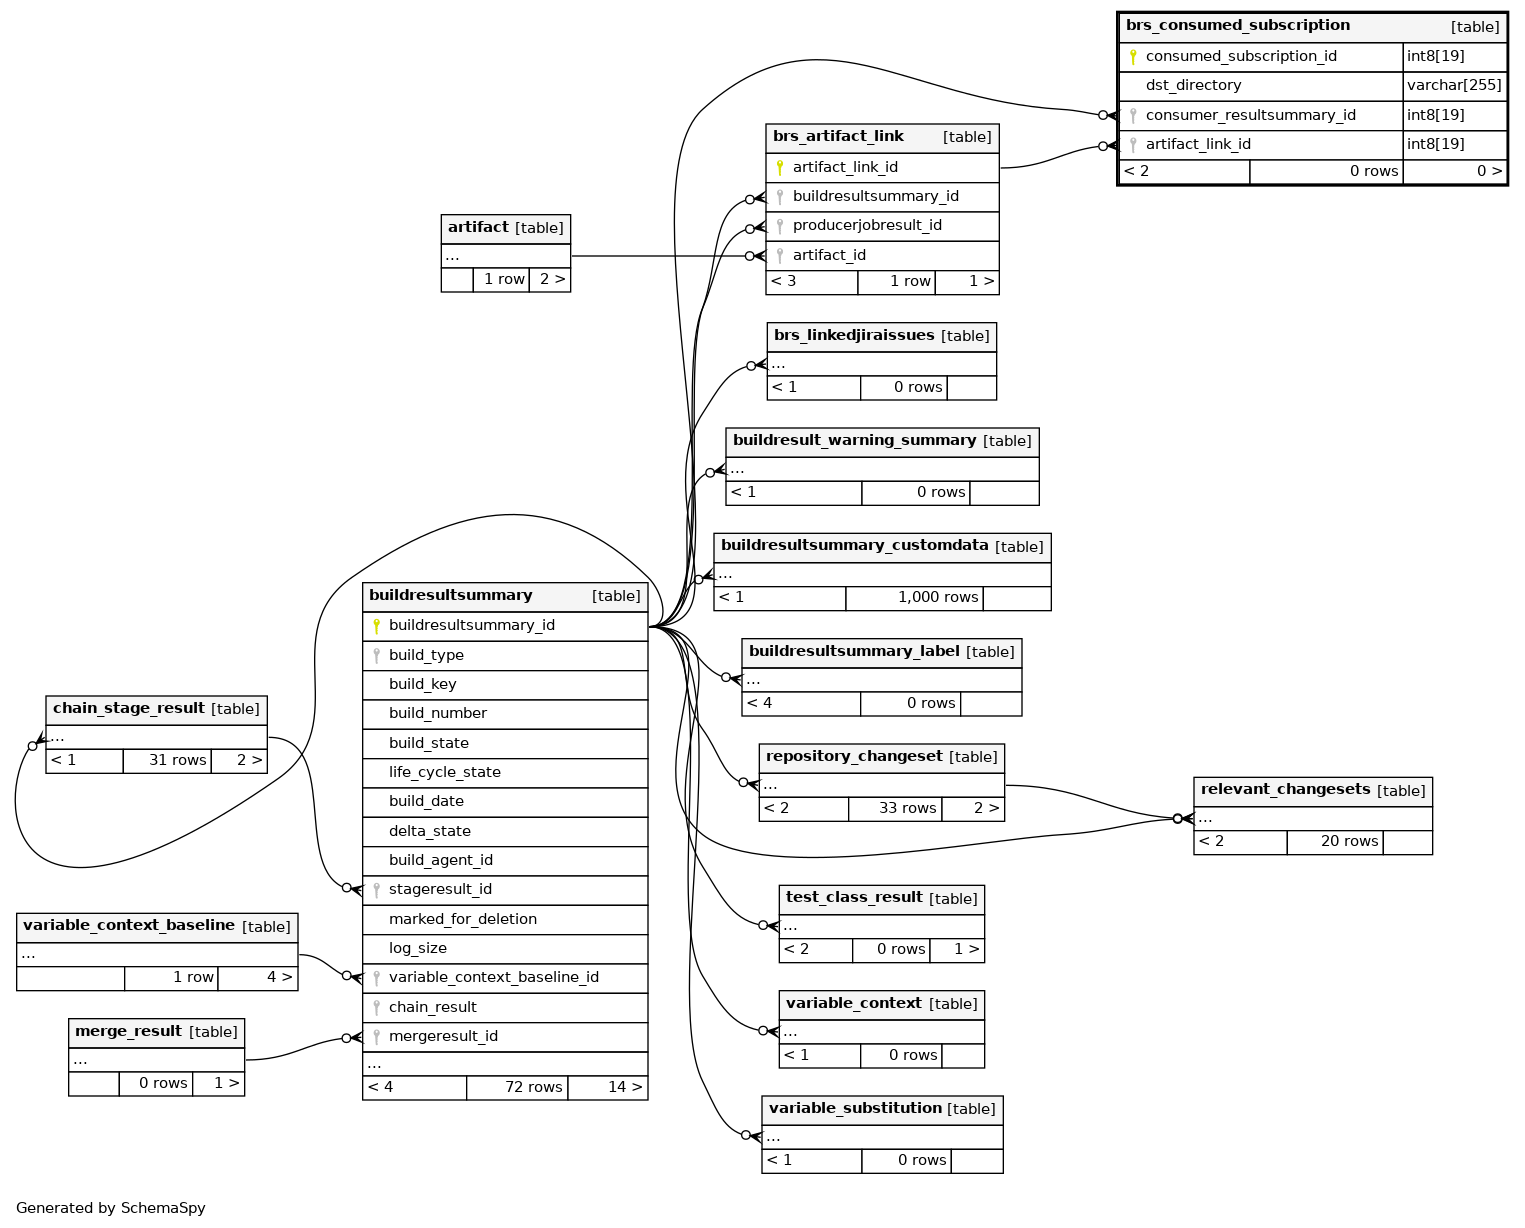 brs_consumed_subscription [table]
consumed_subscription_id int8[19]
dst_directory varchar[255]
consumer_resultsummary_id int8[19]
artifact_link_id int8[19]
< 2 0 rows 0 >
brs_artifact_link [table]
artifact_link_id
buildresultsummary_id
producerjobresult_id
artifact_id
< 3 1 row 1 >
artifact [table]
...
1 row 2 >
brs_linkedjiraissues [table]
...
< 1 0 rows
buildresult_warning_summary [table]
...
< 1 0 rows
buildresultsummary_customdata [table]
...
< 1 1,000 rows
buildresultsummary [table]
buildresultsummary_id
build_type
build_key
build_number
build_state
life_cycle_state
build_date
delta_state
build_agent_id
stageresult_id
marked_for_deletion
log_size
variable_context_baseline_id
chain_result
mergeresult_id
...
< 4 72 rows 14 >
buildresultsummary_label [table]
...
< 4 0 rows
chain_stage_result [table]
...
< 1 31 rows 2 >
repository_changeset [table]
...
< 2 33 rows 2 >
relevant_changesets [table]
...
< 2 20 rows
test_class_result [table]
...
< 2 0 rows 1 >
variable_context_baseline [table]
...
1 row 4 >
variable_context [table]
...
< 1 0 rows
merge_result [table]
...
0 rows 1 >
variable_substitution [table]
...
< 1 0 rows
Generated by SchemaSpy